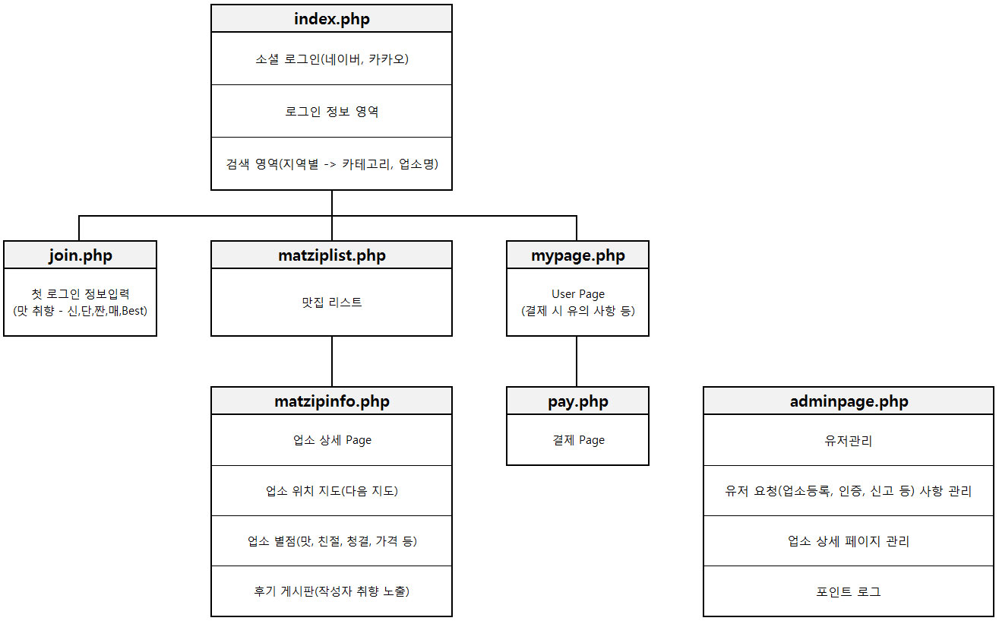 index.php
소셜 로그인(네이버, 카카오)
로그인 정보 영역
검색 영역(지역별 -> 카테고리, 업소명)
join.php
첫 로그인 정보입력
(맛 취향 - 신,단,짠,매,Best)
matziplist.php
맛집 리스트
mypage.php
User Page
(결제 시 유의 사항 등)
matzipinfo.php
업소 상세 Page
업소 위치 지도(다음 지도)
업소 별점(맛, 친절, 청결, 가격 등)
후기 게시판(작성자 취향 노출)
pay.php
결제 Page
adminpage.php
유저관리
유저 요청(업소등록, 인증, 신고 등) 사항 관리
업소 상세 페이지 관리
포인트 로그